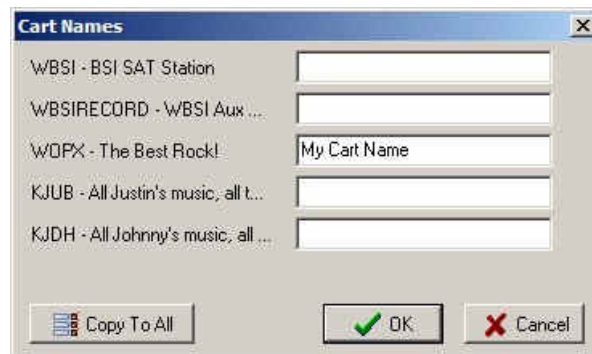 Cart Names
WBSI - BSI SAT Station
WBSIRECORD - WBSI Aux ...
WOPX - The Best Rock! My Cart Name
KJUB - All Justin's music, all t...
KJDH - All Johnny's music, all ...
Copy To All OK Cancel